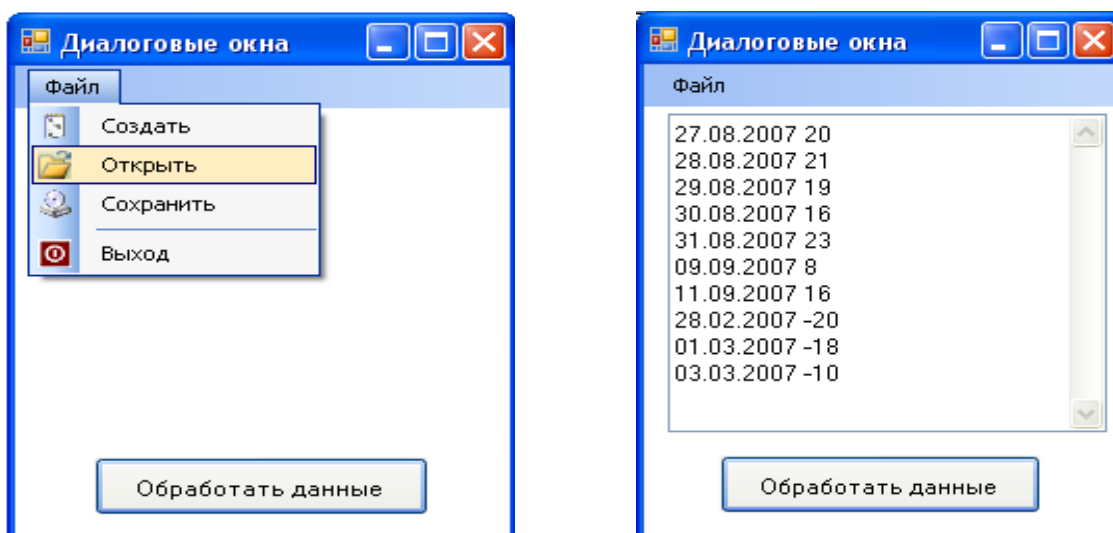 Диалоговые окна
Файл
Создать
Открыть
Сохранить
Выход
Обработать данные
Диалоговые окна
Файл
27.08.2007 20
28.08.2007 21
29.08.2007 19
30.08.2007 16
31.08.2007 23
09.09.2007 8
11.09.2007 16
28.02.2007 -20
01.03.2007 -18
03.03.2007 -10
Обработать данные